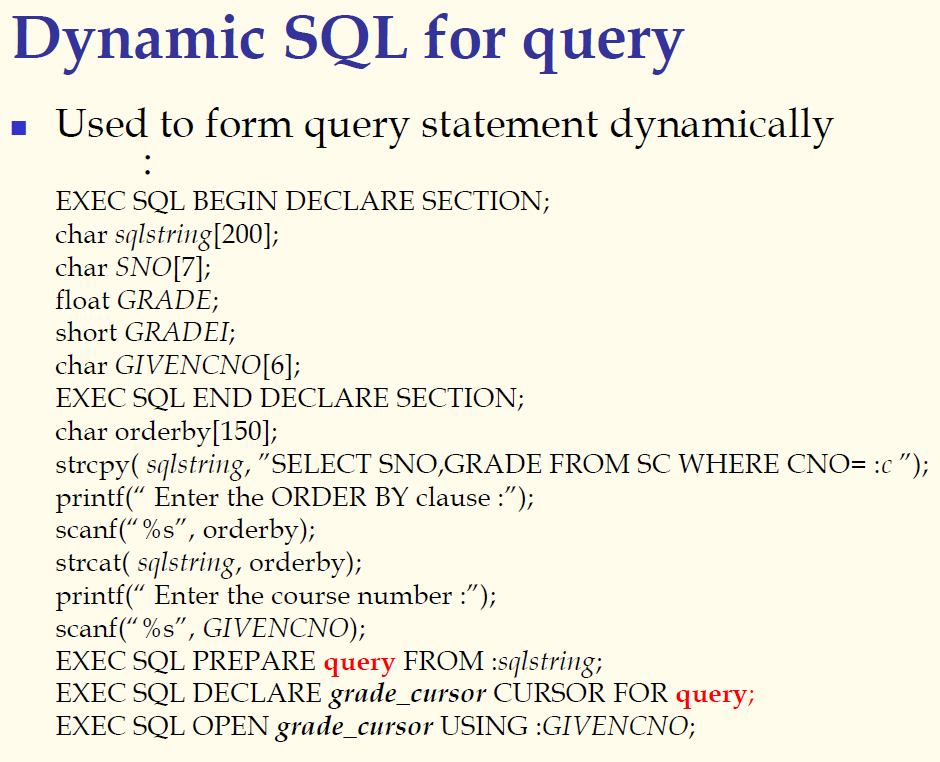 Dynamic SQL for query
■ Used to form query statement dynamically
:
EXEC SQL BEGIN DECLARE SECTION;
char sqlstring[200];
char SNO[7];
float GRADE;
short GRADEI;
char GIVENCNO[6];
EXEC SQL END DECLARE SECTION;
char orderby[150];
strcpy( sqlstring, ”SELECT SNO,GRADE FROM SC WHERE CNO= :c ”);
printf(“ Enter the ORDER BY clause :”);
scanf(“%s”, orderby);
strcat( sqlstring, orderby);
printf(“ Enter the course number :”);
scanf(“%s”, GIVENCNO);
EXEC SQL PREPARE query FROM :sqlstring;
EXEC SQL DECLARE grade_cursor CURSOR FOR query;
EXEC SQL OPEN grade_cursor USING :GIVENCNO;